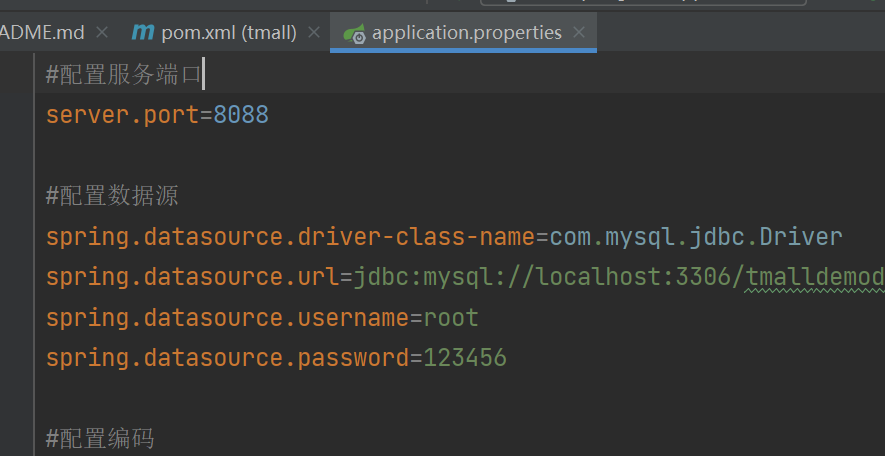 ADME.md × m pom.xml (tmall) × application.properties ×
#配置服务端口
server.port=8088
#配置数据源
spring.datasource.driver-class-name=com.mysql.jdbc.Driver
spring.datasource.url=jdbc:mysql://localhost:3306/tmalldemod
spring.datasource.username=root
spring.datasource.password=123456
#配置编码